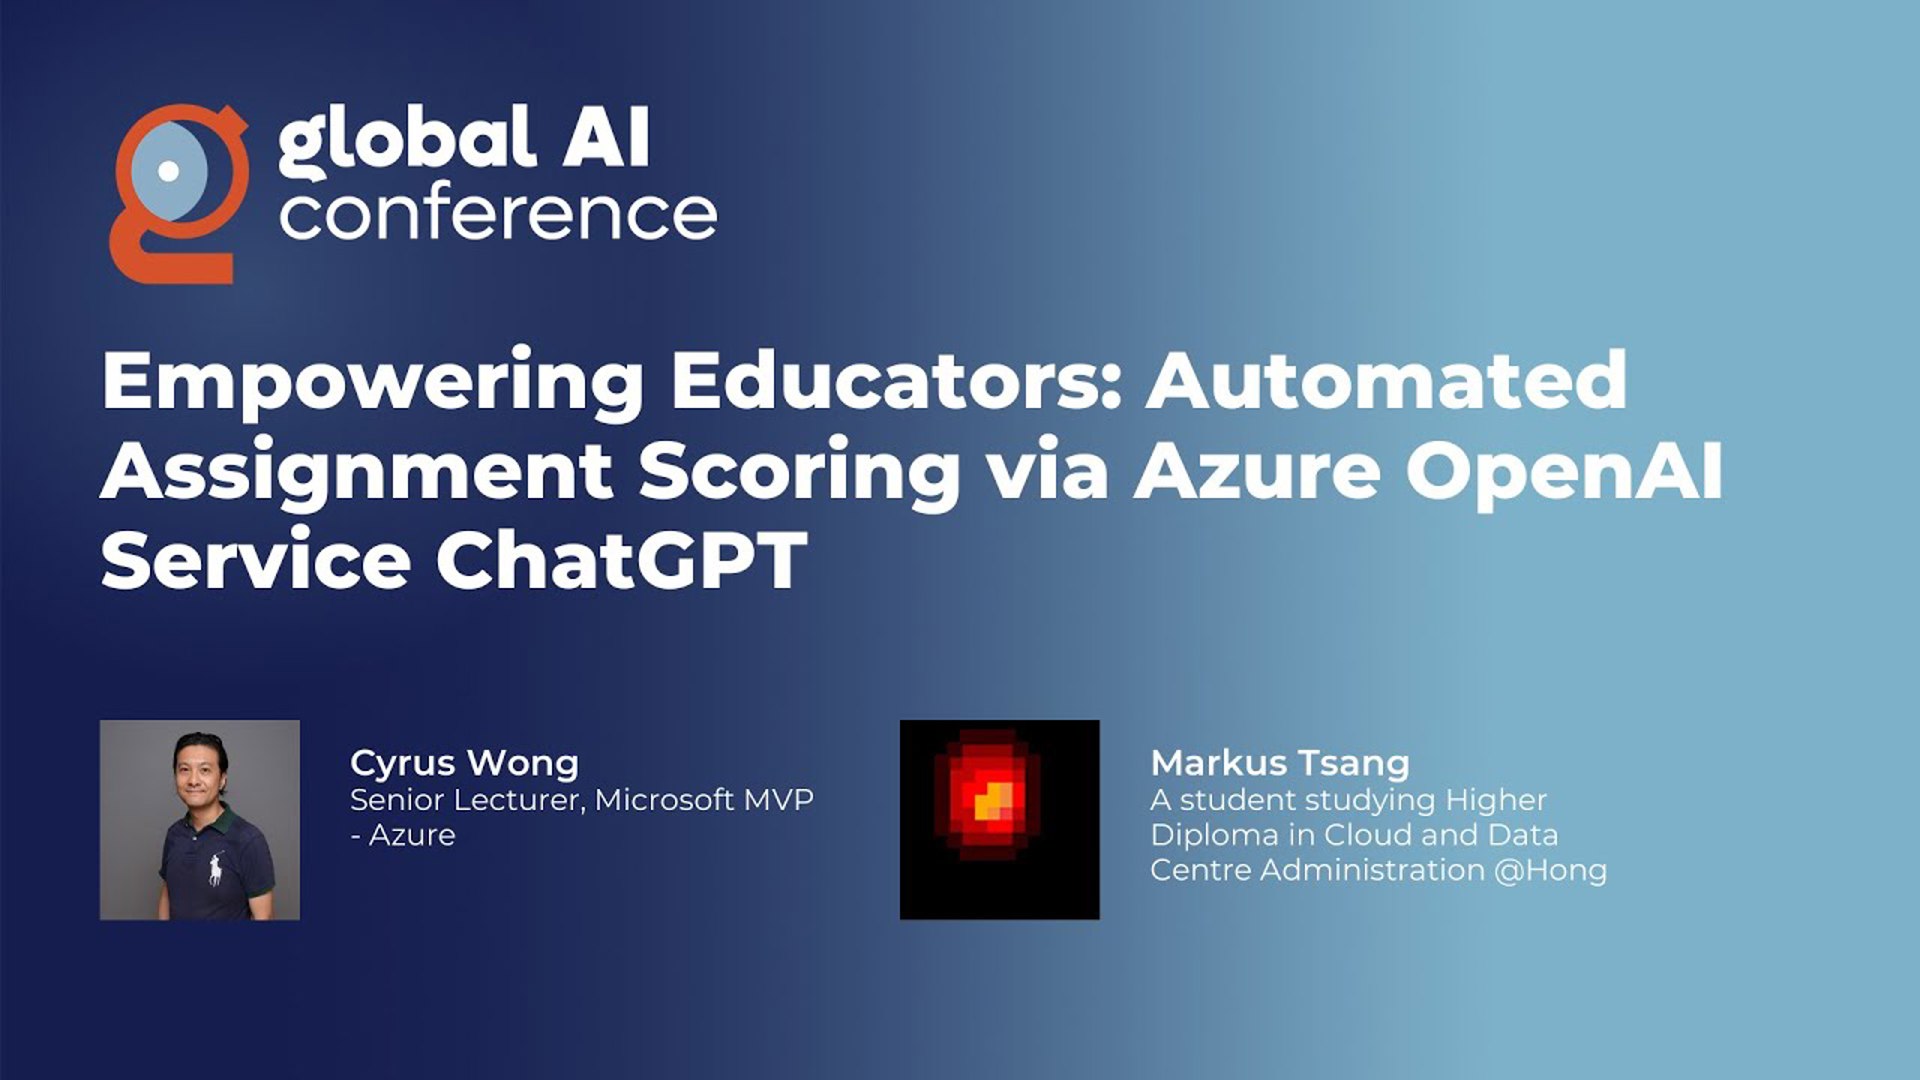 global AI
conference
Empowering Educators: Automated
Assignment Scoring via Azure OpenAI
Service ChatGPT
Cyrus Wong
Senior Lecturer, Microsoft MVP
- Azure
Markus Tsang
A student studying Higher
Diploma in Cloud and Data
Centre Administration @Hong